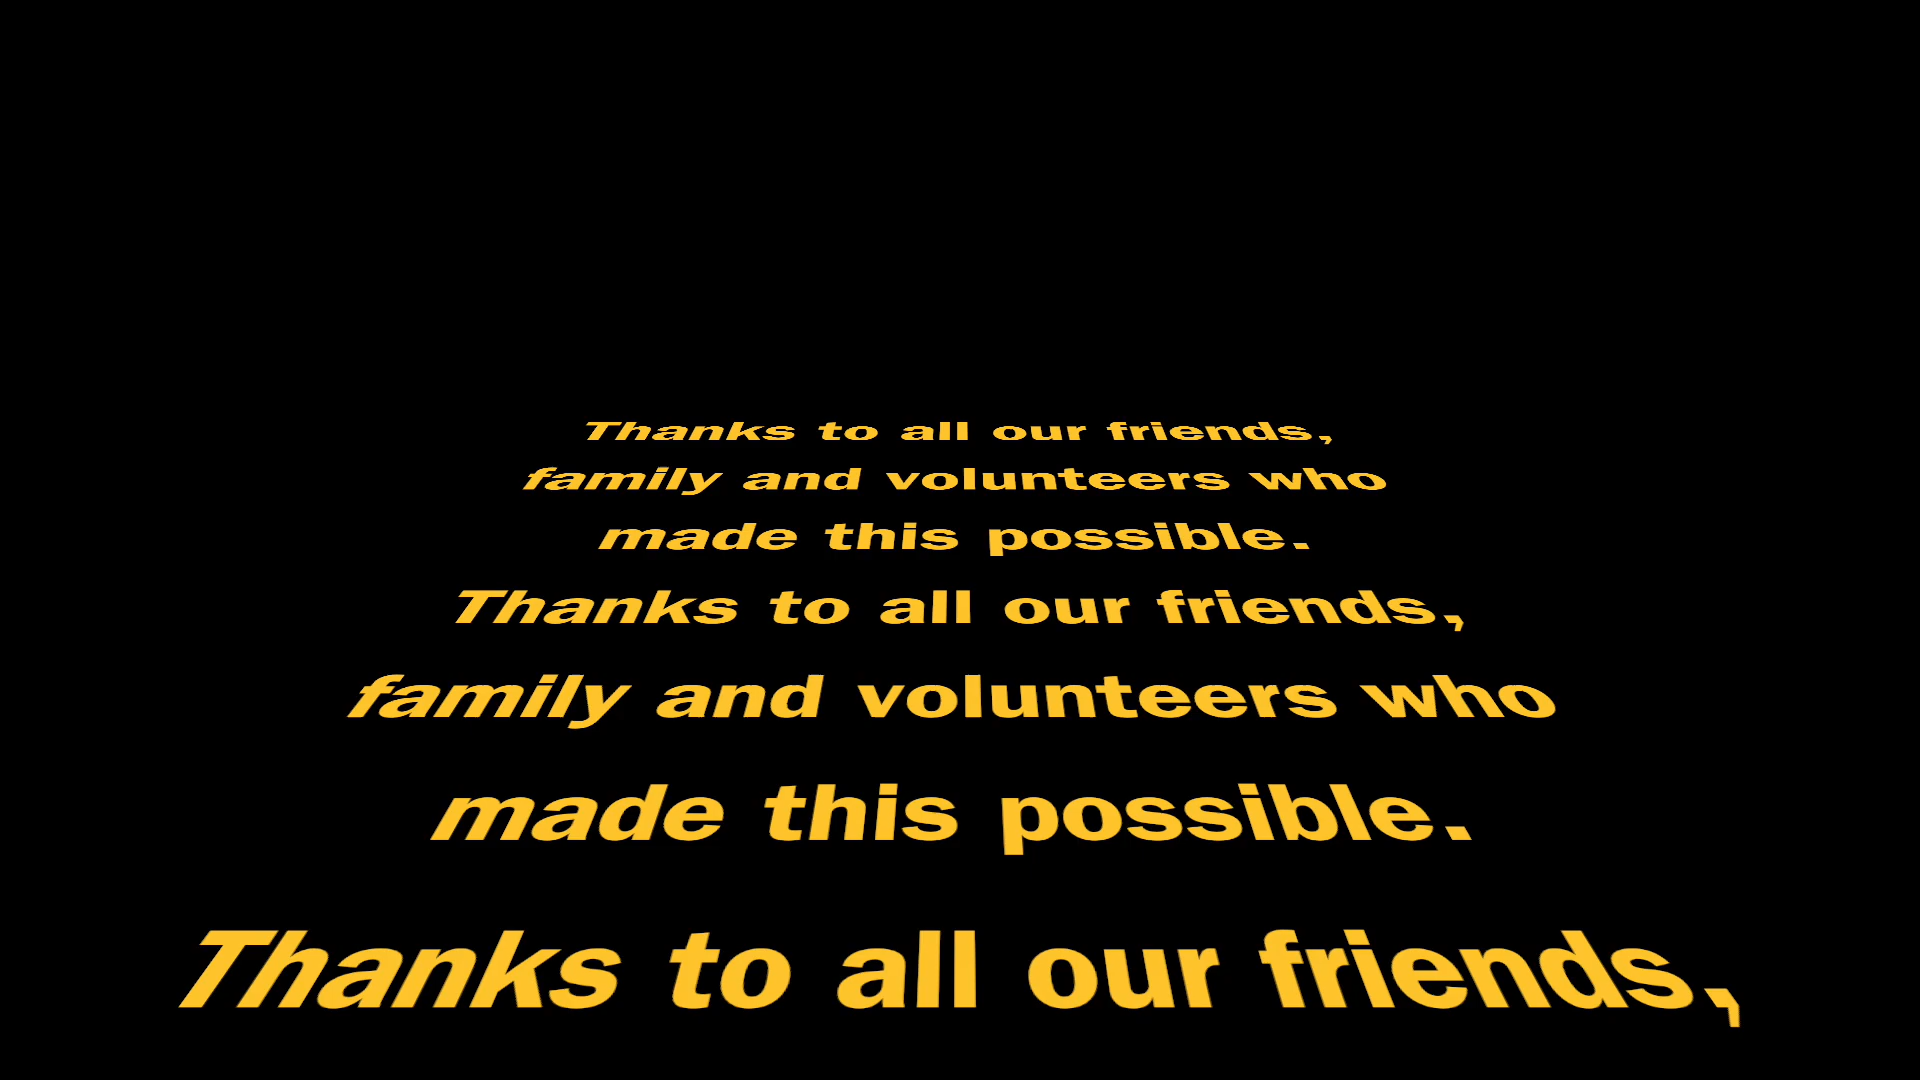 Thanks to all our friends,
family and volunteers who
made this possible.
Thanks to all our friends,
family and volunteers who
made this possible.
Thanks to all our friends,